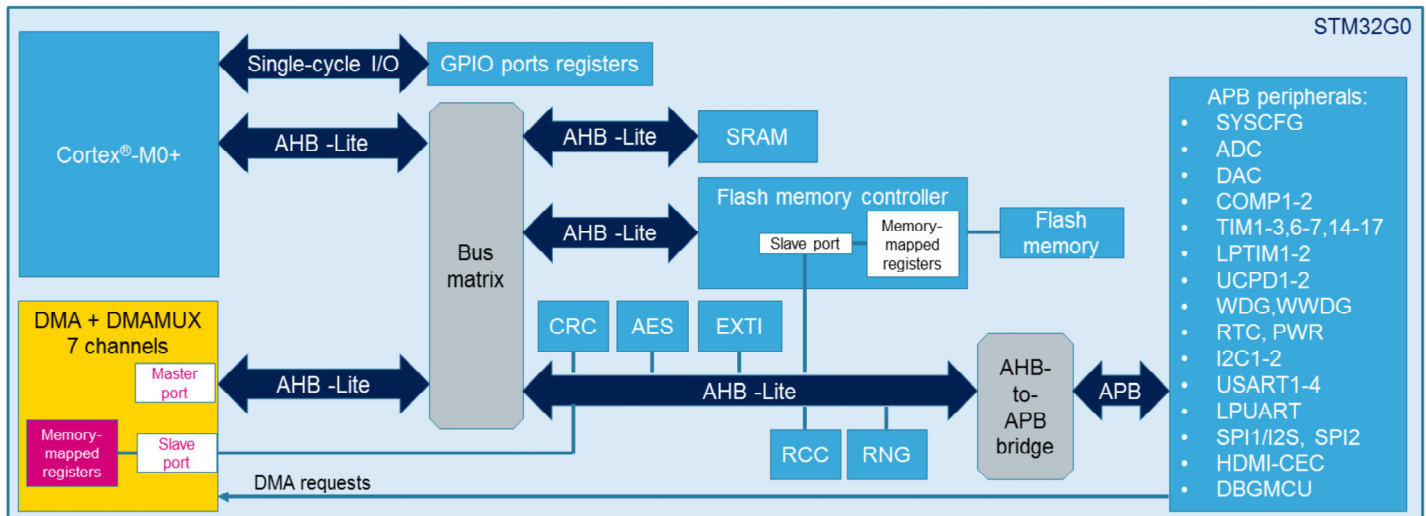 STM32G0
Single-cycle I/O
GPIO ports registers
Cortex®-M0+
AHB -Lite
Bus
matrix
AHB -Lite
SRAM
AHB -Lite
Flash memory controller
Slave port
Memory-
mapped
registers
Flash
memory
DMA + DMAMUX
7 channels
Master
port
Memory-
mapped
registers
Slave
port
AHB -Lite
CRC
AES
EXTI
AHB -Lite
RCC
RNG
AHB-
to-
APB
bridge
APB
DMA requests
APB peripherals:
• SYSCFG
• ADC
• DAC
• COMP1-2
• TIM1-3,6-7,14-17
• LPTIM1-2
• UCPD1-2
• WDG,WWDG
• RTC, PWR
• I2C1-2
• USART1-4
• LPUART
• SPI1/I2S, SPI2
• HDMI-CEC
• DBGMCU